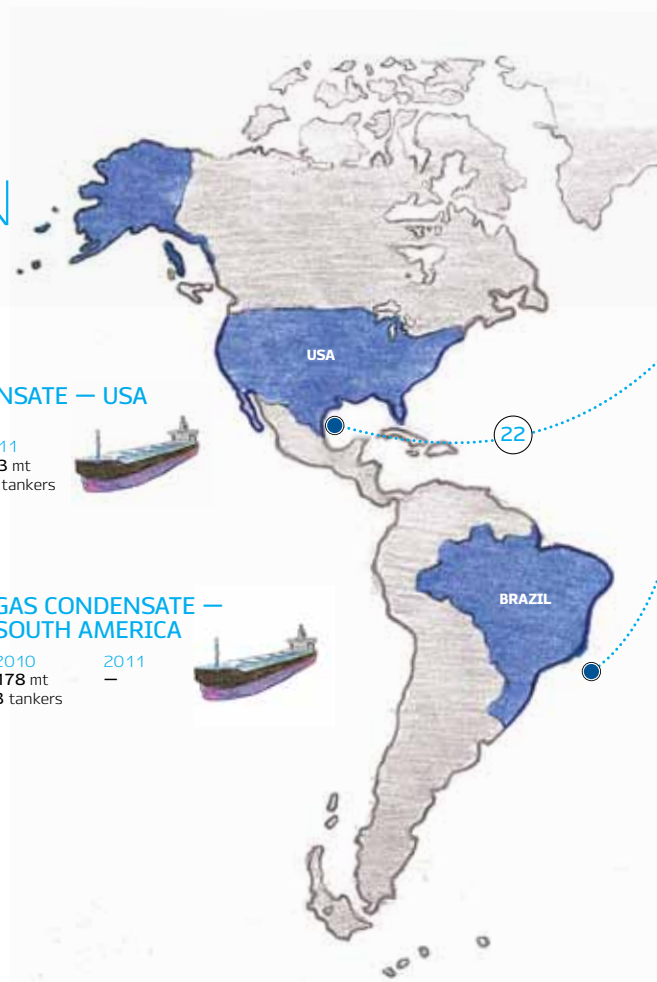 USA
NSATE — USA
22
11
3 mt
tankers
BRAZIL
GAS CONDENSATE —
SOUTH AMERICA
2010 2011
178 mt —
3 tankers